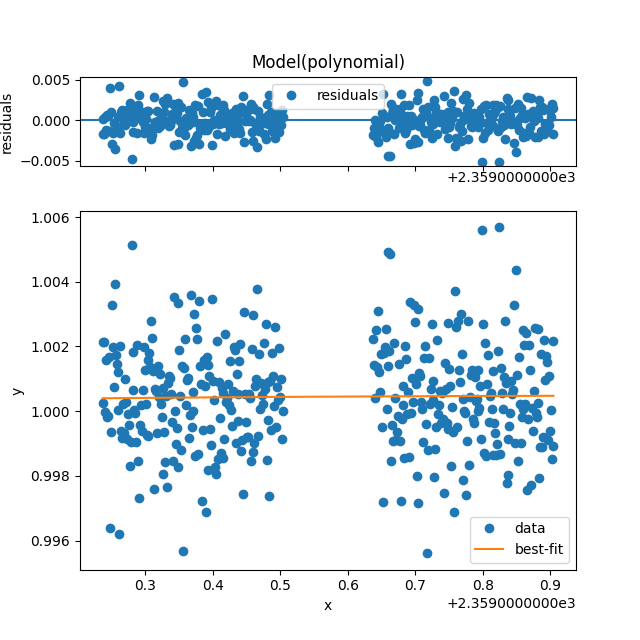 Model(polynomial)
0.005
0.000
−0.005
residuals
residuals
+2.3590000000e3
1.006
1.004
1.002
1.000
0.998
0.996
y
data
best-fit
0.3 0.4 0.5 0.6 0.7 0.8 0.9
x
+2.3590000000e3